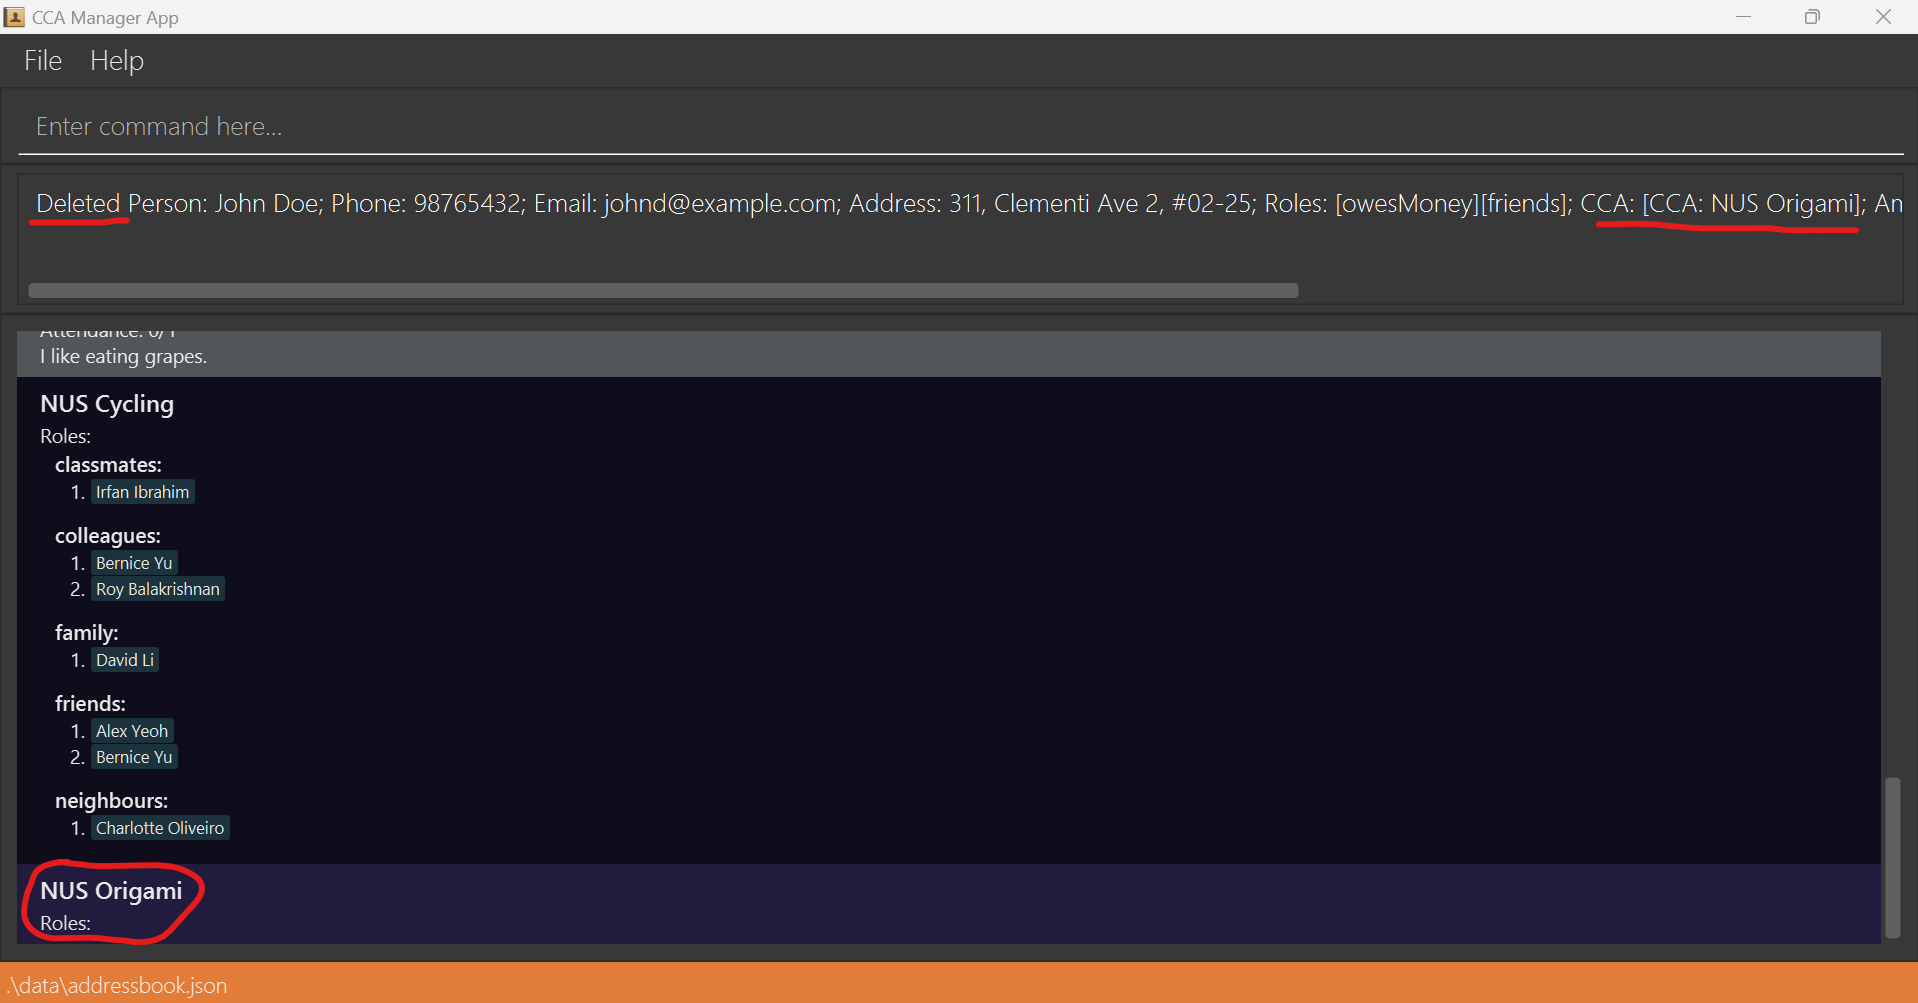 CCA Manager App
File Help
Enter command here...
Deleted Person: John Doe; Phone: 98765432; Email: johnd@example.com; Address: 311, Clementi Ave 2, #02-25; Roles: [owesMoney][friends]; CCA: [CCA: NUS Origami]; An
Attendance: 0/1
I like eating grapes.
NUS Cycling
Roles:
classmates:
1. Irfan Ibrahim
colleagues:
1. Bernice Yu
2. Roy Balakrishnan
family:
1. David Li
friends:
1. Alex Yeoh
2. Bernice Yu
neighbours:
1. Charlotte Oliveiro
NUS Origami
Roles:
.\data\addressbook.json